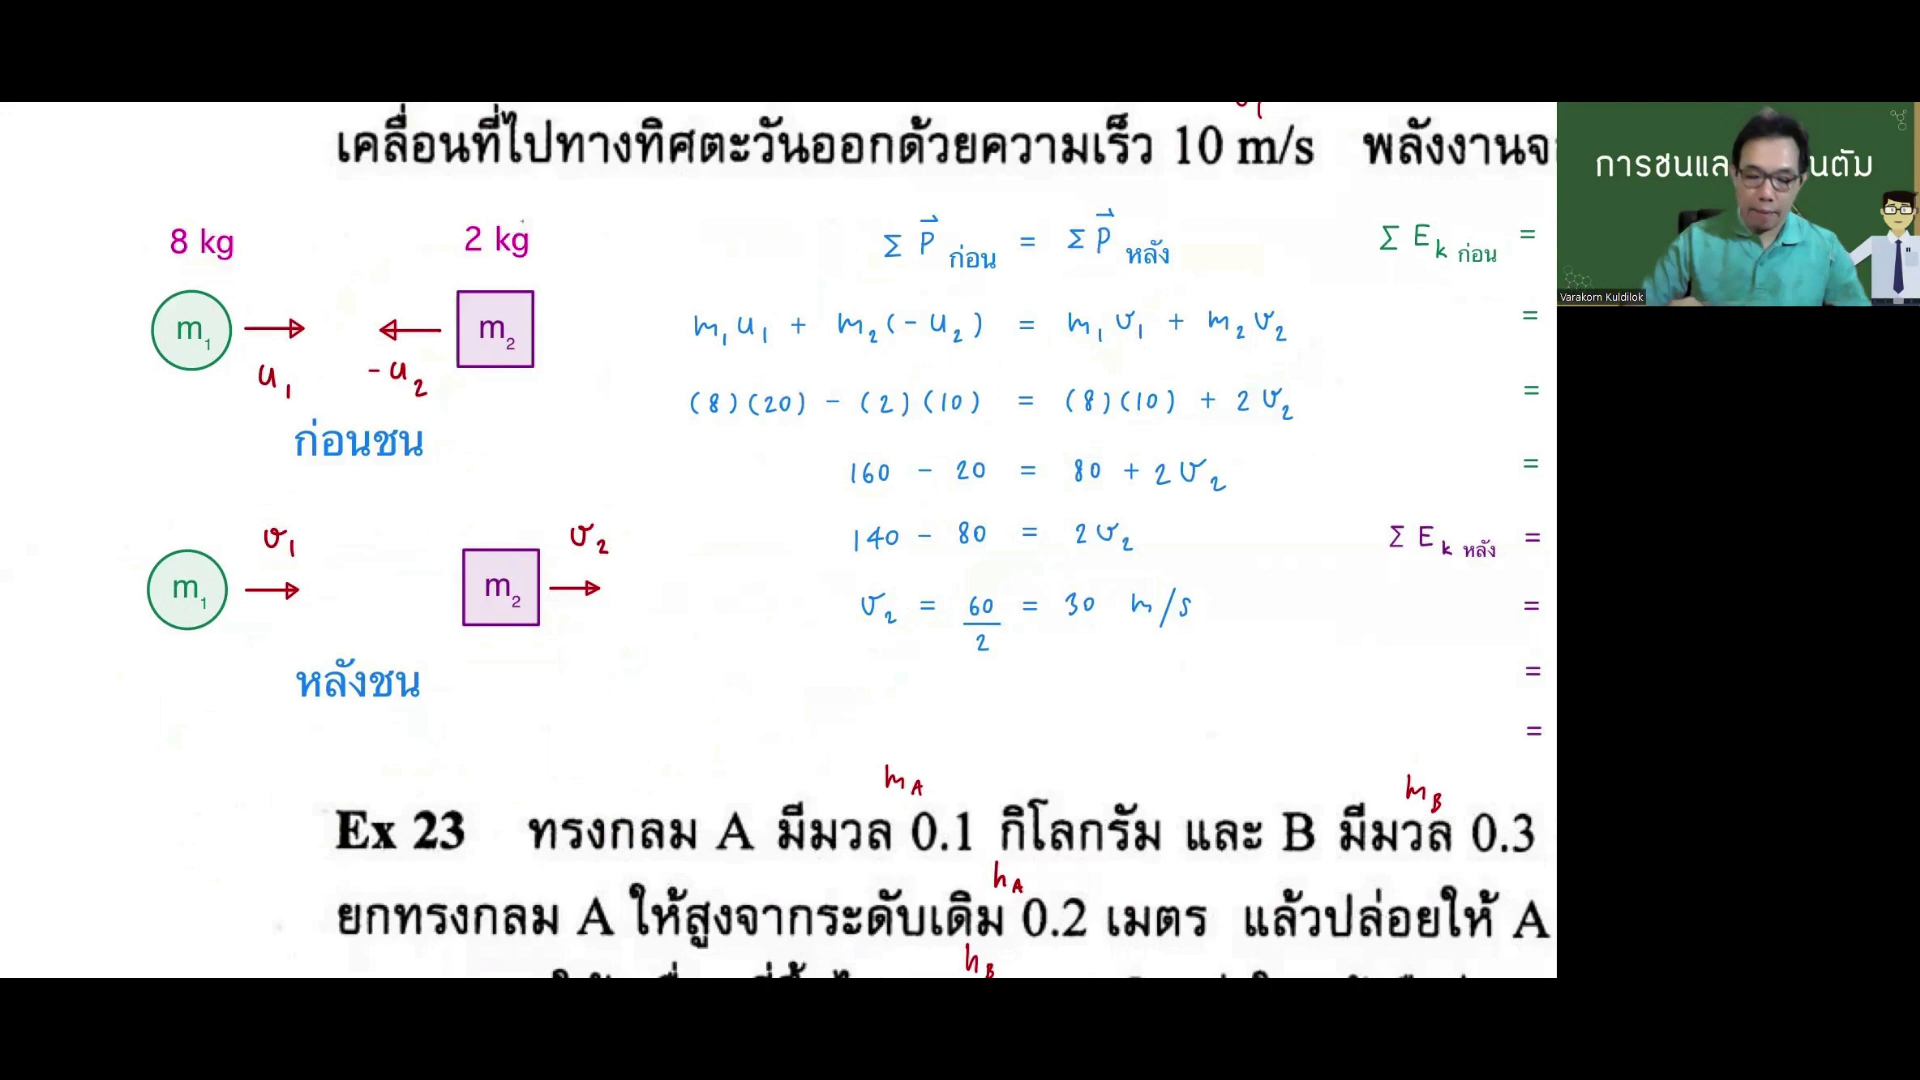 เคลื่อนที่ไปทางทิศตะวันออกด้วยความเร็ว 10 m/s พลังงานจ
8 kg
2 kg
m₁
u₁
-u₂
m₂
ก่อนชน
m₁
v₁
m₂
v₂
หลังชน
Σ P⃗ ก่อน = Σ P⃗ หลัง
m₁u₁ + m₂(-u₂) = m₁v₁ + m₂v₂
(8)(20) - (2)(10) = (8)(10) + 2v₂
160 - 20 = 80 + 2v₂
140 - 80 = 2v₂
v₂ = 60/2 = 30 m/s
Σ Eₖ ก่อน =
=
=
=
Σ Eₖ หลัง =
=
=
=
m_A
m_B
Ex 23 ทรงกลม A มีมวล 0.1 กิโลกรัม และ B มีมวล 0.3
h_A
ยกทรงกลม A ให้สูงจากระดับเดิม 0.2 เมตร แล้วปล่อยให้ A
h_B
การชนแล
นตัม
Varakorn Kuldilok